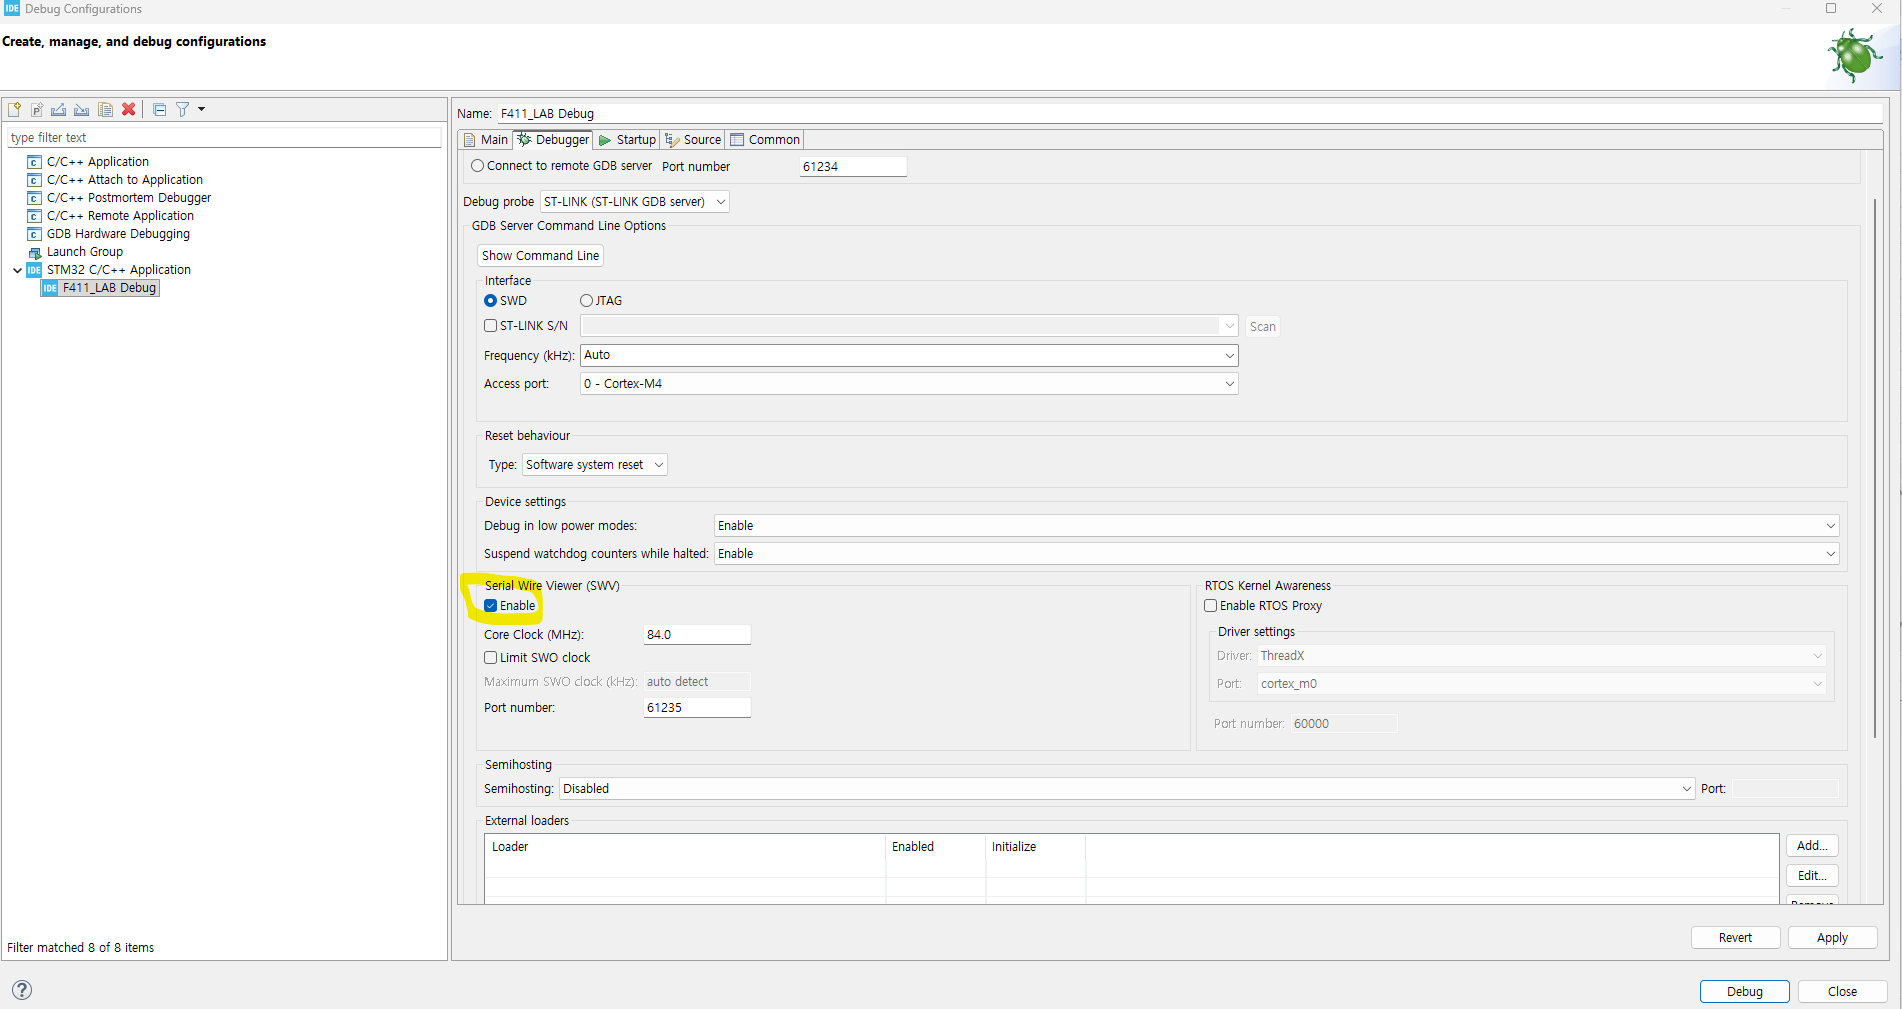 IDE Debug Configurations
Create, manage, and debug configurations
type filter text
C/C++ Application
C/C++ Attach to Application
C/C++ Postmortem Debugger
C/C++ Remote Application
GDB Hardware Debugging
Launch Group
IDE STM32 C/C++ Application
IDE F411_LAB Debug
Filter matched 8 of 8 items
Name: F411_LAB Debug
Main Debugger Startup Source Common
Connect to remote GDB server Port number 61234
Debug probe ST-LINK (ST-LINK GDB server)
GDB Server Command Line Options
Show Command Line
Interface
SWD JTAG
ST-LINK S/N Scan
Frequency (kHz): Auto
Access port: 0 - Cortex-M4
Reset behaviour
Type: Software system reset
Device settings
Debug in low power modes: Enable
Suspend watchdog counters while halted: Enable
Serial Wire Viewer (SWV)
Enable
Core Clock (MHz): 84.0
Limit SWO clock
Maximum SWO clock (kHz): auto detect
Port number: 61235
RTOS Kernel Awareness
Enable RTOS Proxy
Driver settings
Driver: ThreadX
Port: cortex_m0
Port number: 60000
Semihosting
Semihosting: Disabled Port:
External loaders
Loader Enabled Initialize
Add...
Edit...
Remove
Revert Apply
Debug Close